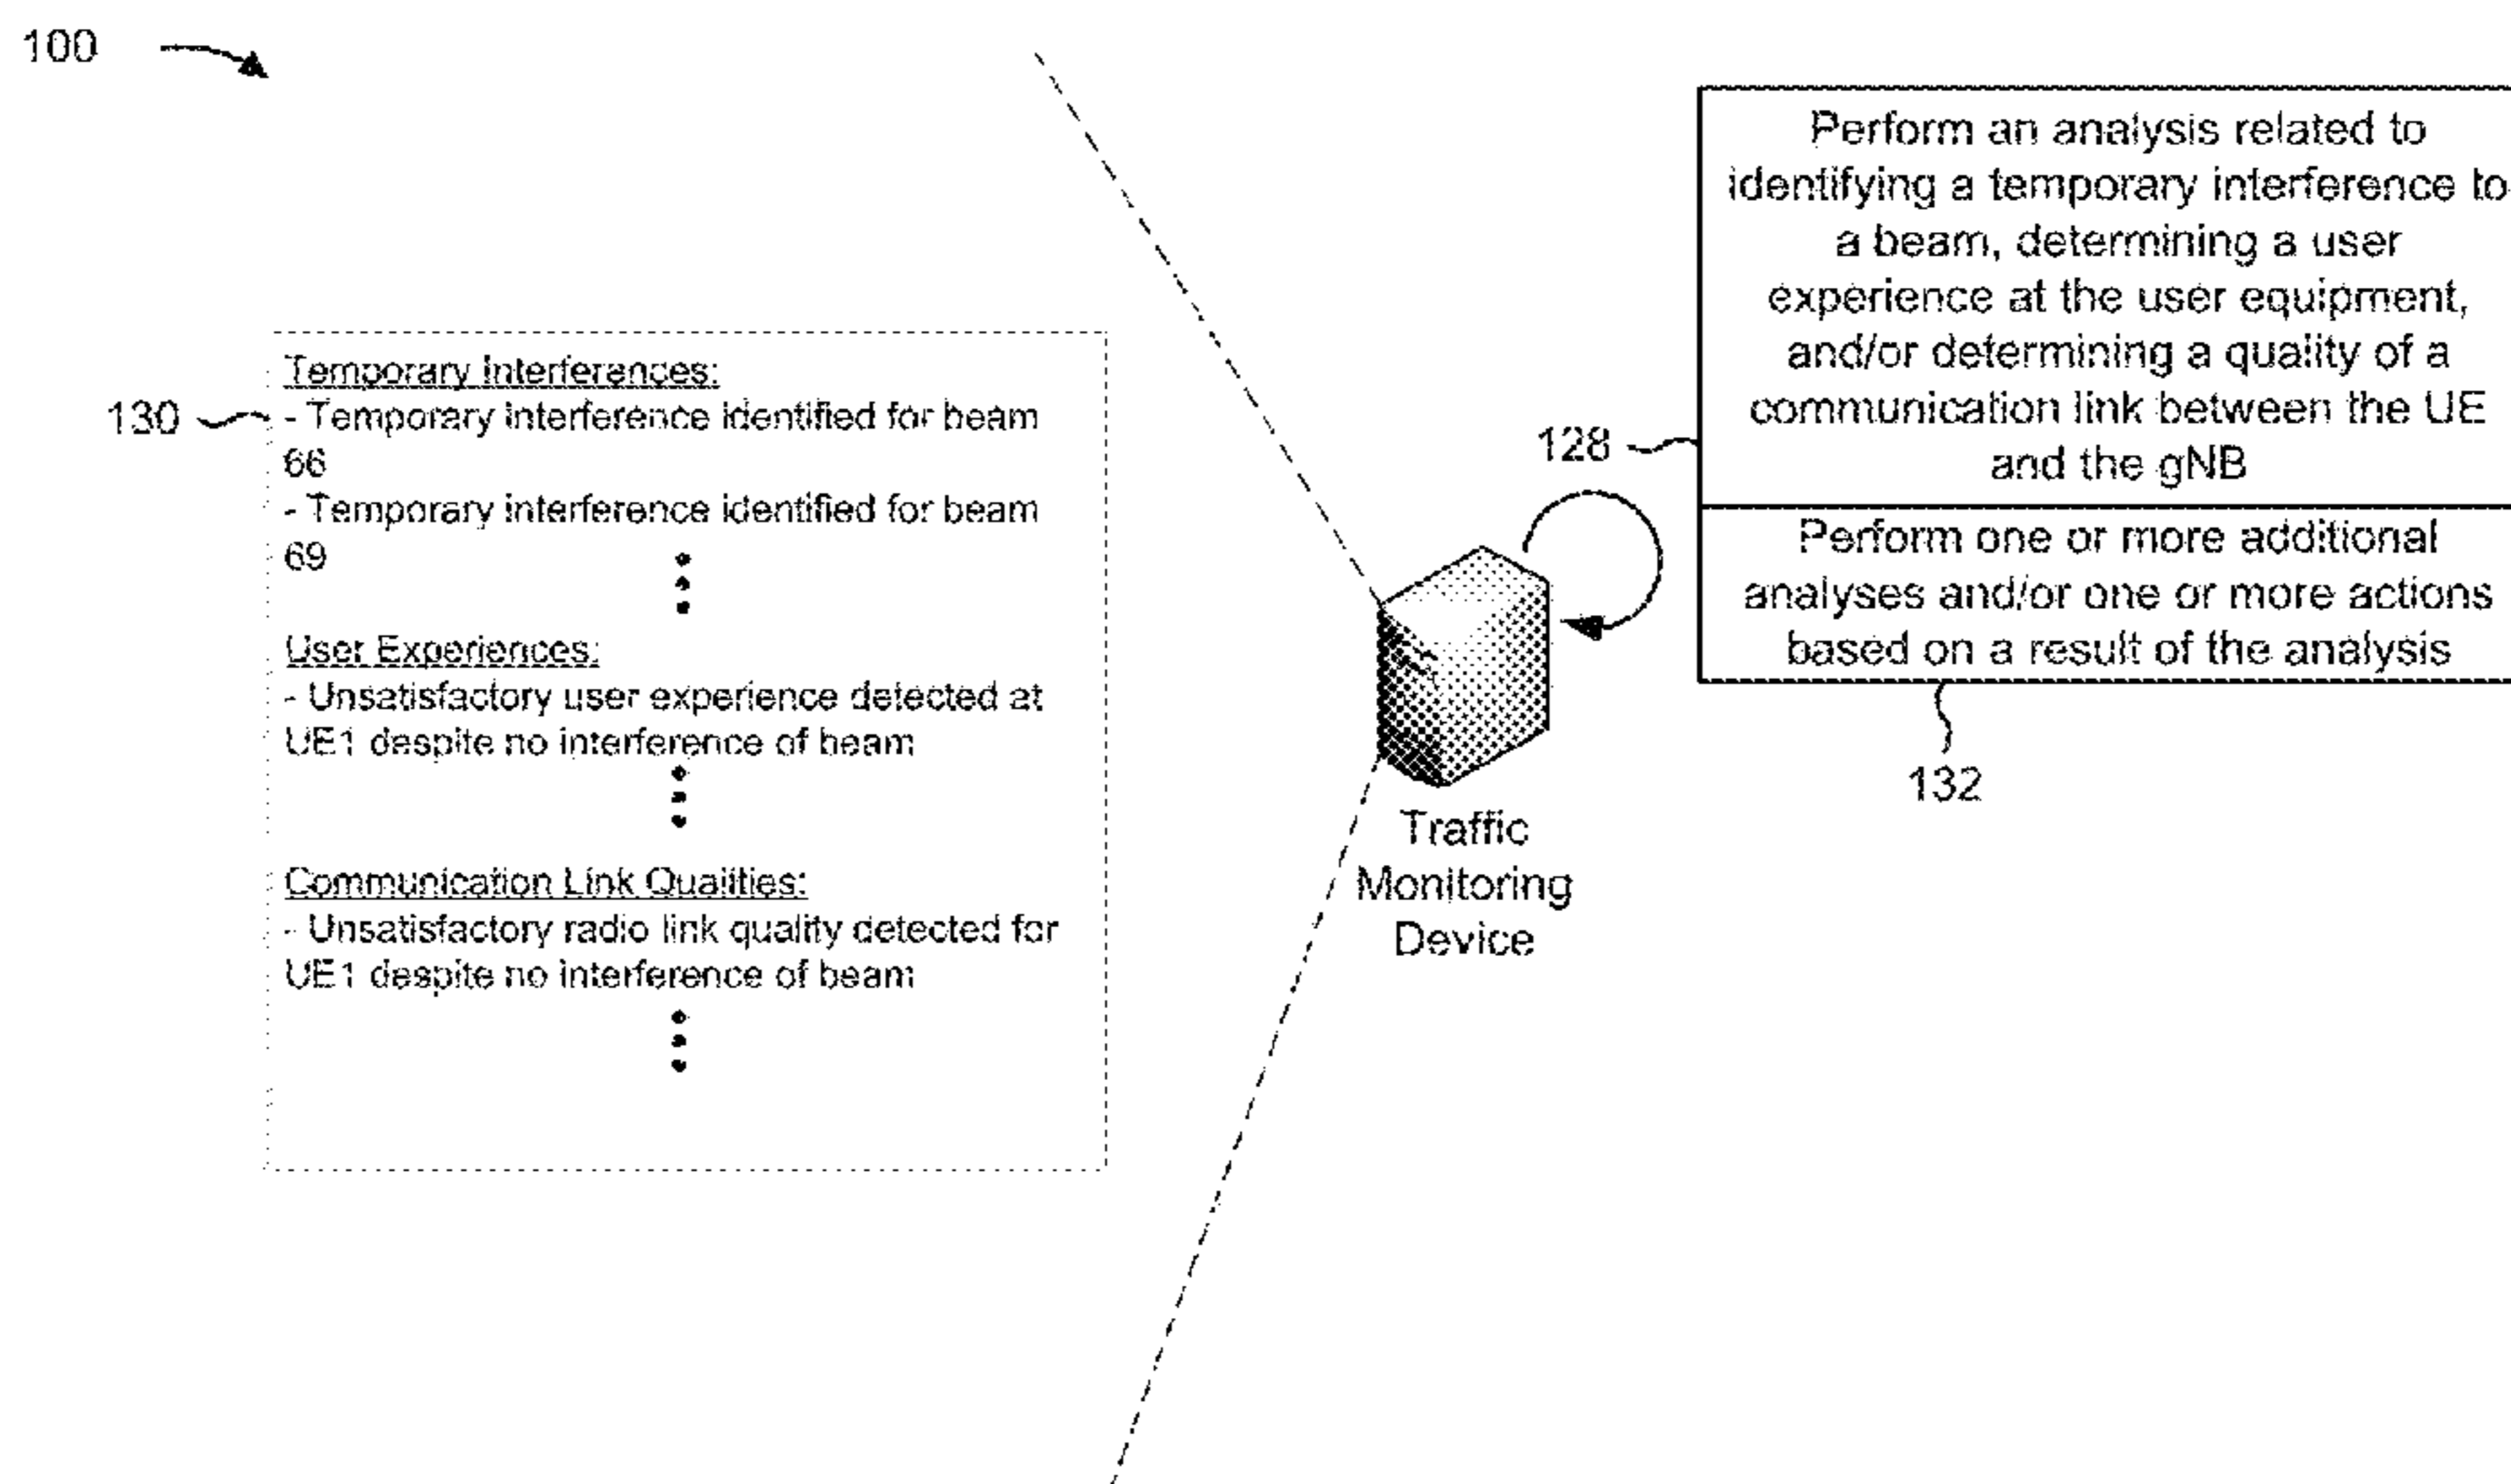 100
130
Temporary Interferences:
- Temporary interference identified for beam
66
- Temporary interference identified for beam
69
User Experiences:
- Unsatisfactory user experience detected at
UE1 despite no interference of beam
Communication Link Qualities:
- Unsatisfactory radio link quality detected for
UE1 despite no interference of beam
Traffic
Monitoring
Device
128
Perform an analysis related to
identifying a temporary interference to
a beam, determining a user
experience at the user equipment,
and/or determining a quality of a
communication link between the UE
and the gNB
Perform one or more additional
analyses and/or one or more actions
based on a result of the analysis
132